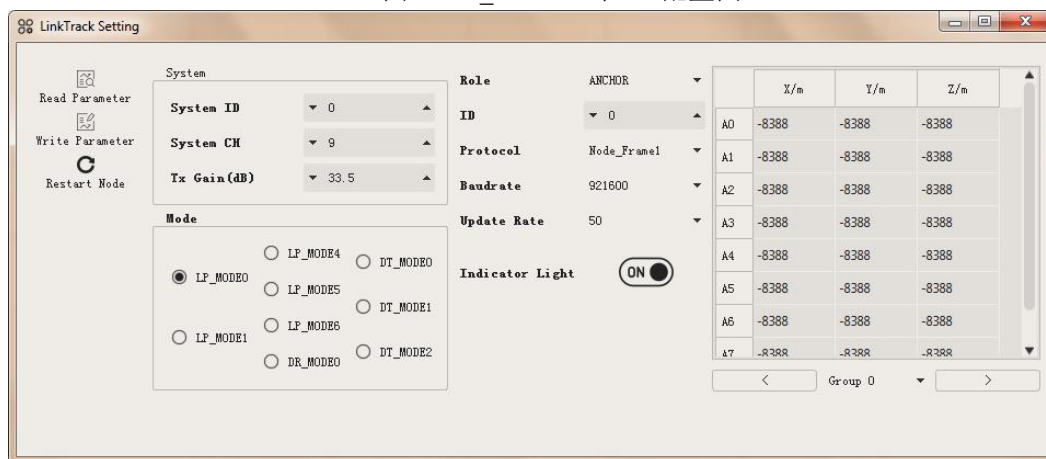 LinkTrack Setting
Read Parameter
Write Parameter
Restart Node
System
System ID 0
System CH 9
Tx Gain(dB) 33.5
Mode
LP_MODE0
LP_MODE1
LP_MODE4
LP_MODE5
LP_MODE6
DR_MODE0
DT_MODE0
DT_MODE1
DT_MODE2
Role ANCHOR
ID 0
Protocol Node_Frame1
Baudrate 921600
Update Rate 50
Indicator Light ON
X/m Y/m Z/m
A0 -8388 -8388 -8388
A1 -8388 -8388 -8388
A2 -8388 -8388 -8388
A3 -8388 -8388 -8388
A4 -8388 -8388 -8388
A5 -8388 -8388 -8388
A6 -8388 -8388 -8388
A7 -8388 -8388 -8388
< Group 0 >